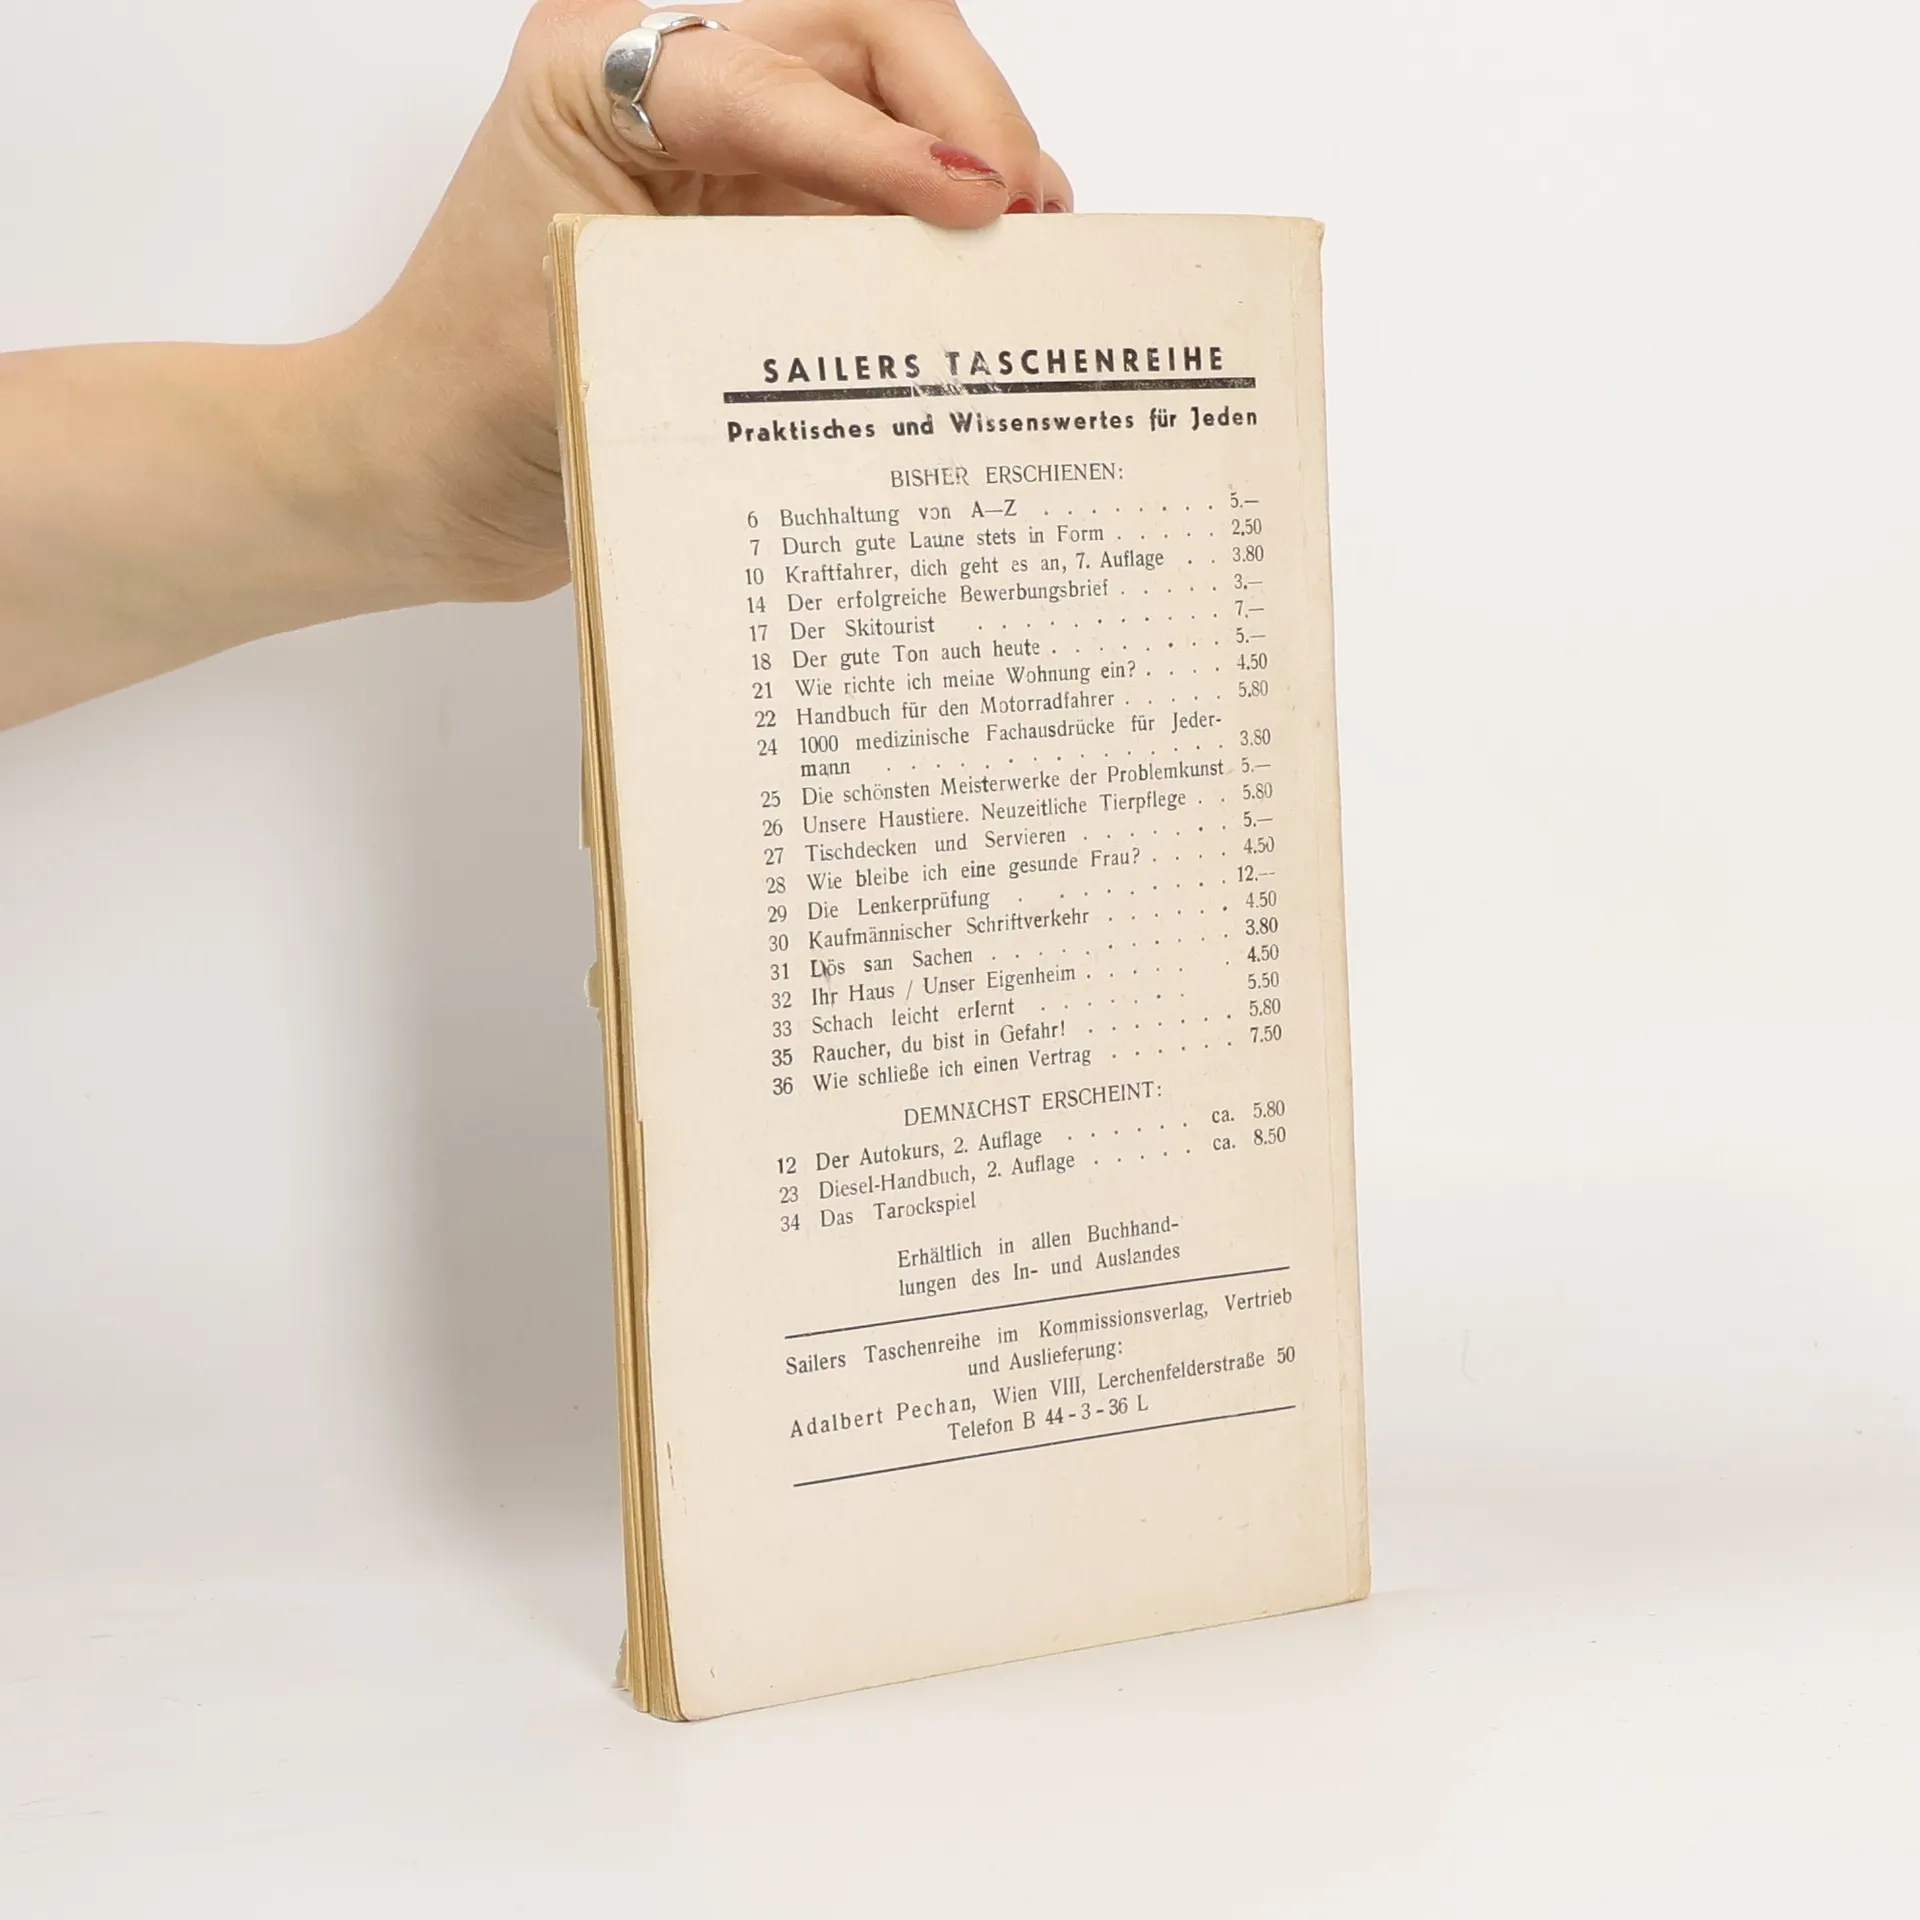 SAILERS TASCHENREIHE
Praktisches und Wissenswertes für Jeden
BISHER ERSCHIENEN:
6 Buchhaltung von A—Z . . . . . . . . 5.—
7 Durch gute Laune stets in Form . . . . . 2,50
10 Kraftfahrer, dich geht es an, 7. Auflage . . 3.80
14 Der erfolgreiche Bewerbungsbrief . . . . . 3.—
17 Der Skitourist . . . . . . . . . . . 7.—
18 Der gute Ton auch heute . . . . . . . . 5.—
21 Wie richte ich meine Wohnung ein? . . . . 4.50
22 Handbuch für den Motorradfahrer . . . . . 5.80
24 1000 medizinische Fachausdrücke für Jeder-
mann . . . . . . . . . . . . . . 3.80
25 Die schönsten Meisterwerke der Problemkunst 5.—
26 Unsere Haustiere. Neuzeitliche Tierpflege . . 5.80
27 Tischdecken und Servieren . . . . . . . 5.—
28 Wie bleibe ich eine gesunde Frau? . . . . 4.50
29 Die Lenkerprüfung . . . . . . . . . 12.—
30 Kaufmännischer Schriftverkehr . . . . . . 4.50
31 Dös san Sachen . . . . . . . . . . 3.80
32 Ihr Haus / Unser Eigenheim . . . . . . 4.50
33 Schach leicht erlernt . . . . . . . 5.50
35 Raucher, du bist in Gefahr! . . . . . . . 5.80
36 Wie schließe ich einen Vertrag . . . . . . 7.50
DEMNÄCHST ERSCHEINT:
12 Der Autokurs, 2. Auflage . . . . . . ca. 5.80
23 Diesel-Handbuch, 2. Auflage . . . . . ca. 8.50
34 Das Tarockspiel
Erhältlich in allen Buchhand-
lungen des In- und Auslandes
Sailers Taschenreihe im Kommissionsverlag, Vertrieb
und Auslieferung:
Adalbert Pechan, Wien VIII, Lerchenfelderstraße 50
Telefon B 44 - 3 - 36 L